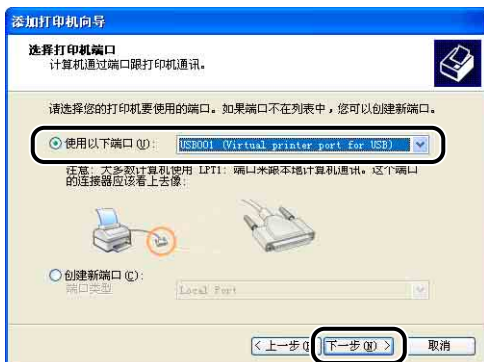 添加打印机向导
选择打印机端口
计算机通过端口跟打印机通讯。
请选择您的打印机要使用的端口。如果端口不在列表中，您可以创建新端口。
使用以下端口(U): USB001 (Virtual printer port for USB)
注意: 大多数计算机使用 LPT1: 端口来跟本地计算机通讯。这个端口
的连接器应该看上去像:
创建新端口(C):
端口类型 Local Port
< 上一步(B) 下一步(N) > 取消